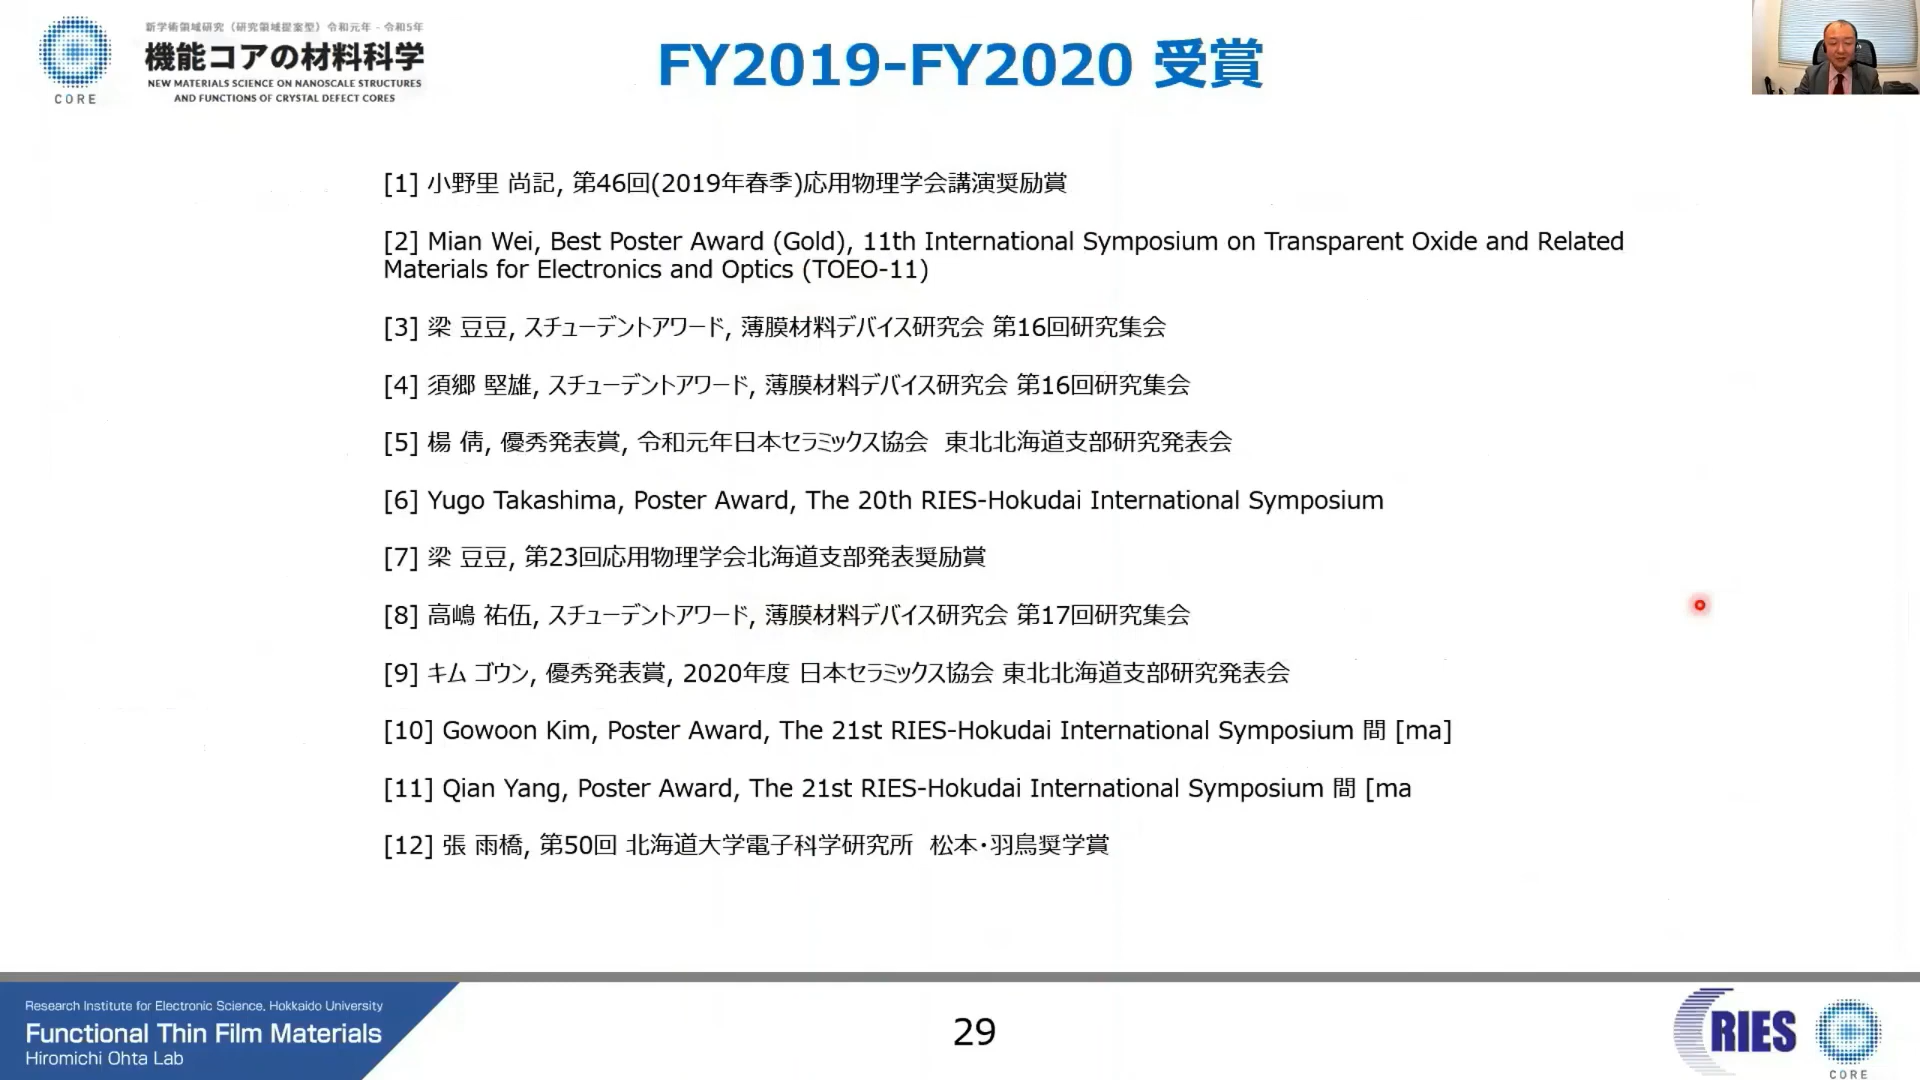 新学術領域研究（研究領域提案型）令和元年 - 令和5年
機能コアの材料科学
NEW MATERIALS SCIENCE ON NANOSCALE STRUCTURES
AND FUNCTIONS OF CRYSTAL DEFECT CORES
CORE
FY2019-FY2020 受賞
[1] 小野里 尚記, 第46回(2019年春季)応用物理学会講演奨励賞
[2] Mian Wei, Best Poster Award (Gold), 11th International Symposium on Transparent Oxide and Related
Materials for Electronics and Optics (TOEO-11)
[3] 梁 豆豆, スチューデントアワード, 薄膜材料デバイス研究会 第16回研究集会
[4] 須郷 堅雄, スチューデントアワード, 薄膜材料デバイス研究会 第16回研究集会
[5] 楊 倩, 優秀発表賞, 令和元年日本セラミックス協会 東北北海道支部研究発表会
[6] Yugo Takashima, Poster Award, The 20th RIES-Hokudai International Symposium
[7] 梁 豆豆, 第23回応用物理学会北海道支部発表奨励賞
[8] 高嶋 祐伍, スチューデントアワード, 薄膜材料デバイス研究会 第17回研究集会
[9] キム ゴウン, 優秀発表賞, 2020年度 日本セラミックス協会 東北北海道支部研究発表会
[10] Gowoon Kim, Poster Award, The 21st RIES-Hokudai International Symposium 間 [ma]
[11] Qian Yang, Poster Award, The 21st RIES-Hokudai International Symposium 間 [ma
[12] 張 雨橋, 第50回 北海道大学電子科学研究所 松本・羽鳥奨学賞
Research Institute for Electronic Science, Hokkaido University
Functional Thin Film Materials
Hiromichi Ohta Lab
29
RIES
CORE